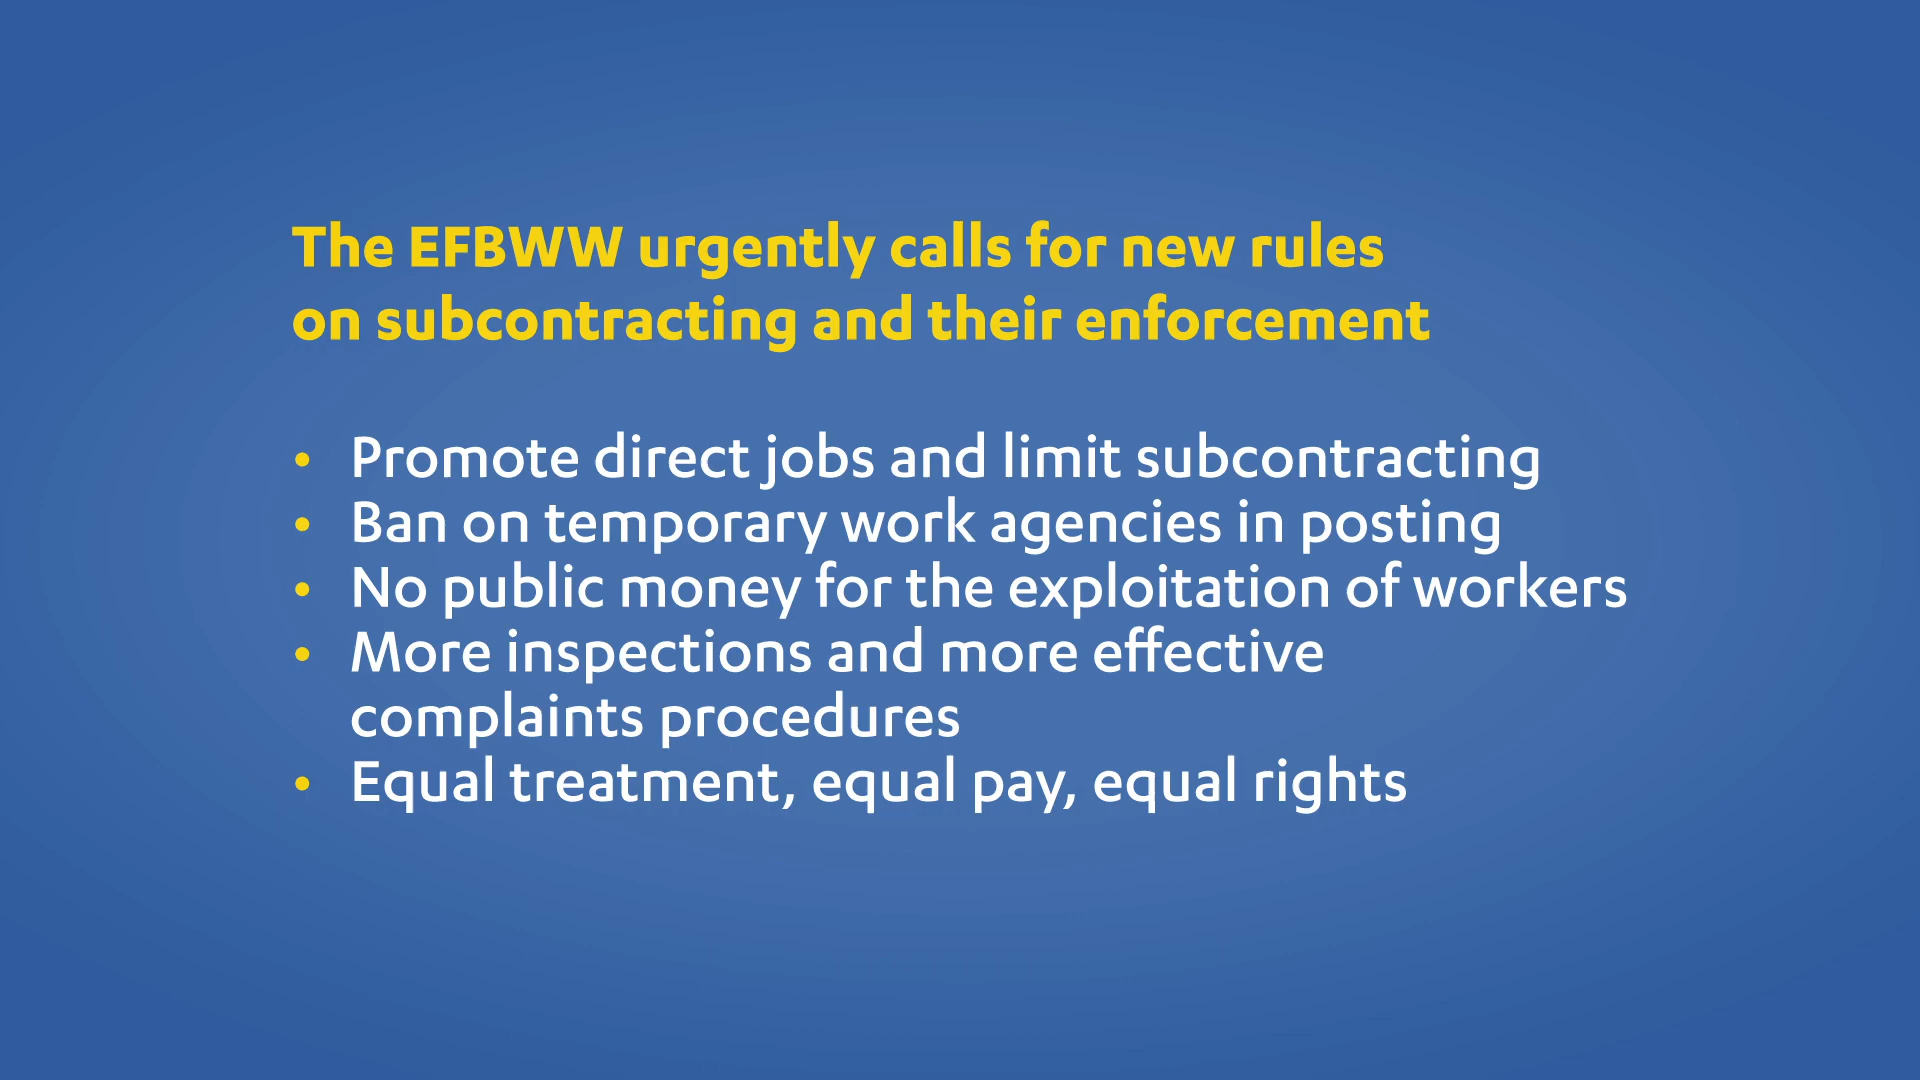 The EFBWW urgently calls for new rules
on subcontracting and their enforcement
• Promote direct jobs and limit subcontracting
• Ban on temporary work agencies in posting
• No public money for the exploitation of workers
• More inspections and more effective
complaints procedures
• Equal treatment, equal pay, equal rights